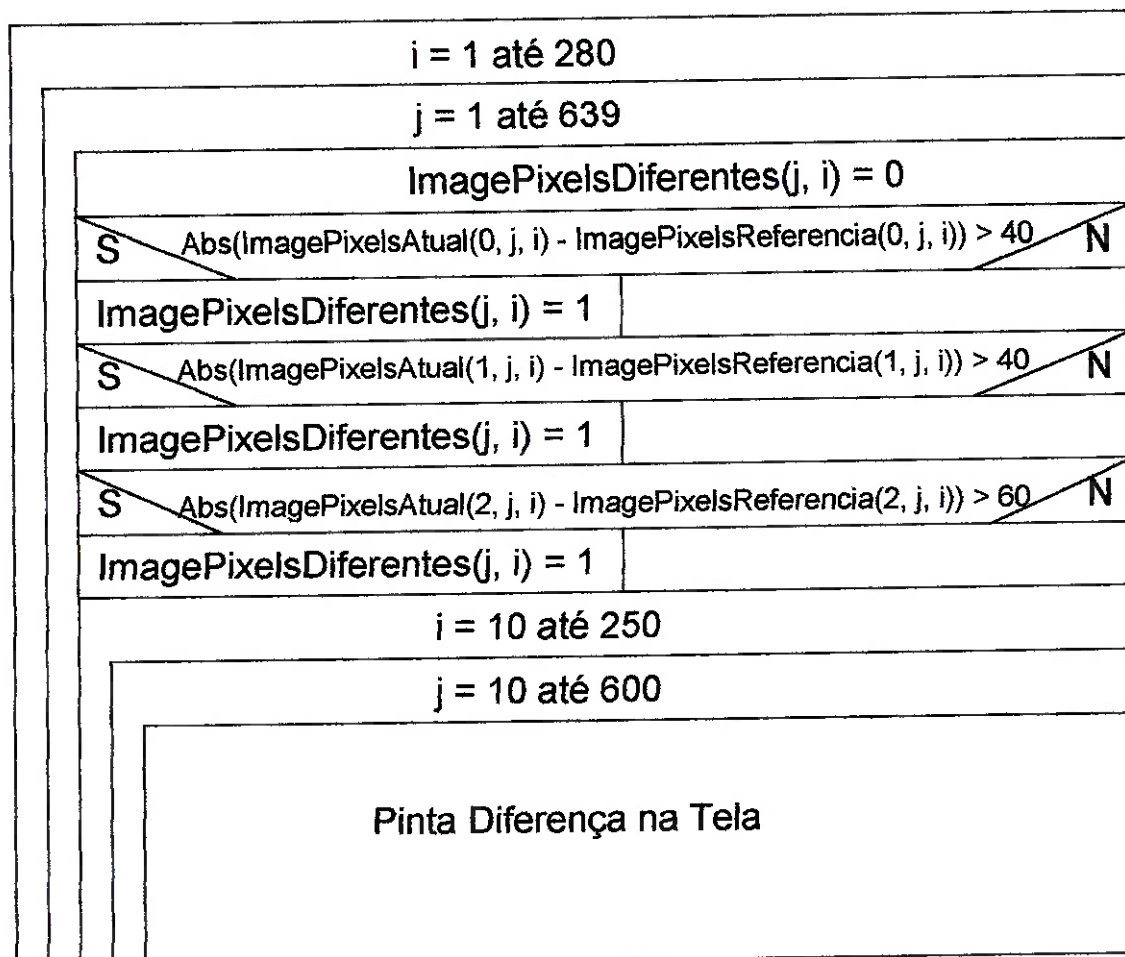 i = 1 até 280
j = 1 até 639
ImagePixelsDiferentes(j, i) = 0
S Abs(ImagePixelsAtual(0, j, i) - ImagePixelsReferencia(0, j, i)) > 40 N
ImagePixelsDiferentes(j, i) = 1
S Abs(ImagePixelsAtual(1, j, i) - ImagePixelsReferencia(1, j, i)) > 40 N
ImagePixelsDiferentes(j, i) = 1
S Abs(ImagePixelsAtual(2, j, i) - ImagePixelsReferencia(2, j, i)) > 60 N
ImagePixelsDiferentes(j, i) = 1
i = 10 até 250
j = 10 até 600
Pinta Diferença na Tela